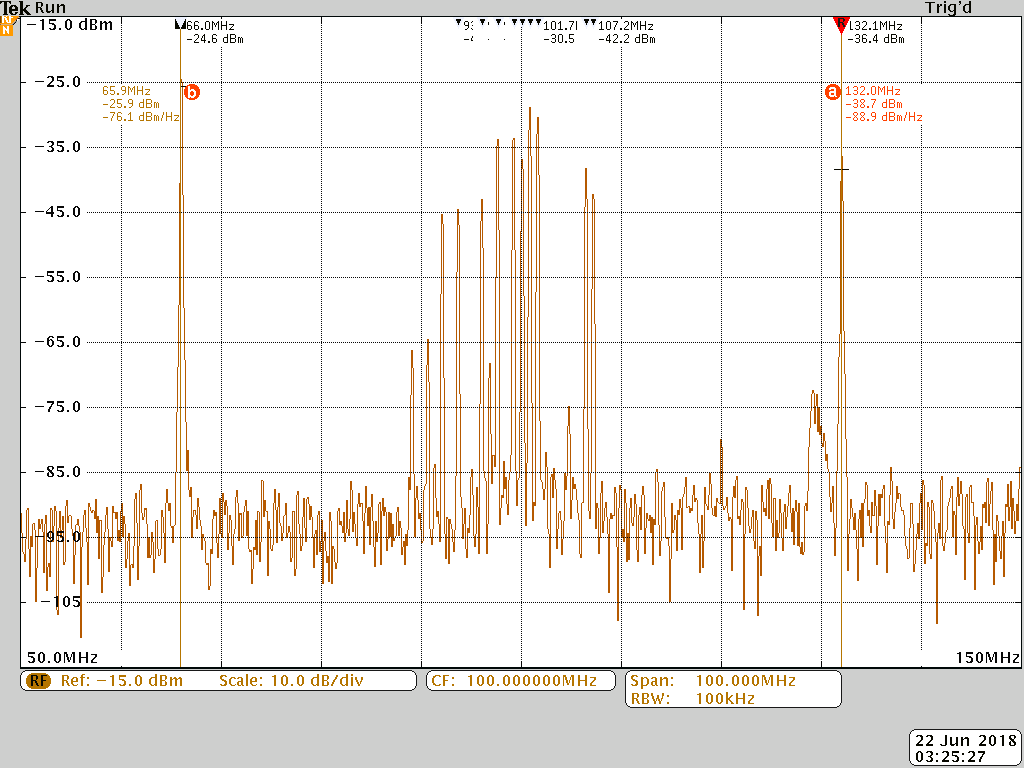 Tek Run Trig'd
N
N
−15.0 dBm
66.0MHz
−24.6 dBm
101.7
−30.5
107.2MHz
−42.2 dBm
R
132.1MHz
−36.4 dBm
−25.0
65.9MHz
−25.9 dBm
−76.1 dBm/Hz
b
a
132.0MHz
−38.7 dBm
−88.9 dBm/Hz
−35.0
−45.0
−55.0
−65.0
−75.0
−85.0
−95.0
−105
50.0MHz 150MHz
RF Ref: −15.0 dBm Scale: 10.0 dB/div CF: 100.000000MHz Span: 100.000MHz
RBW: 100kHz
22 Jun 2018
03:25:27